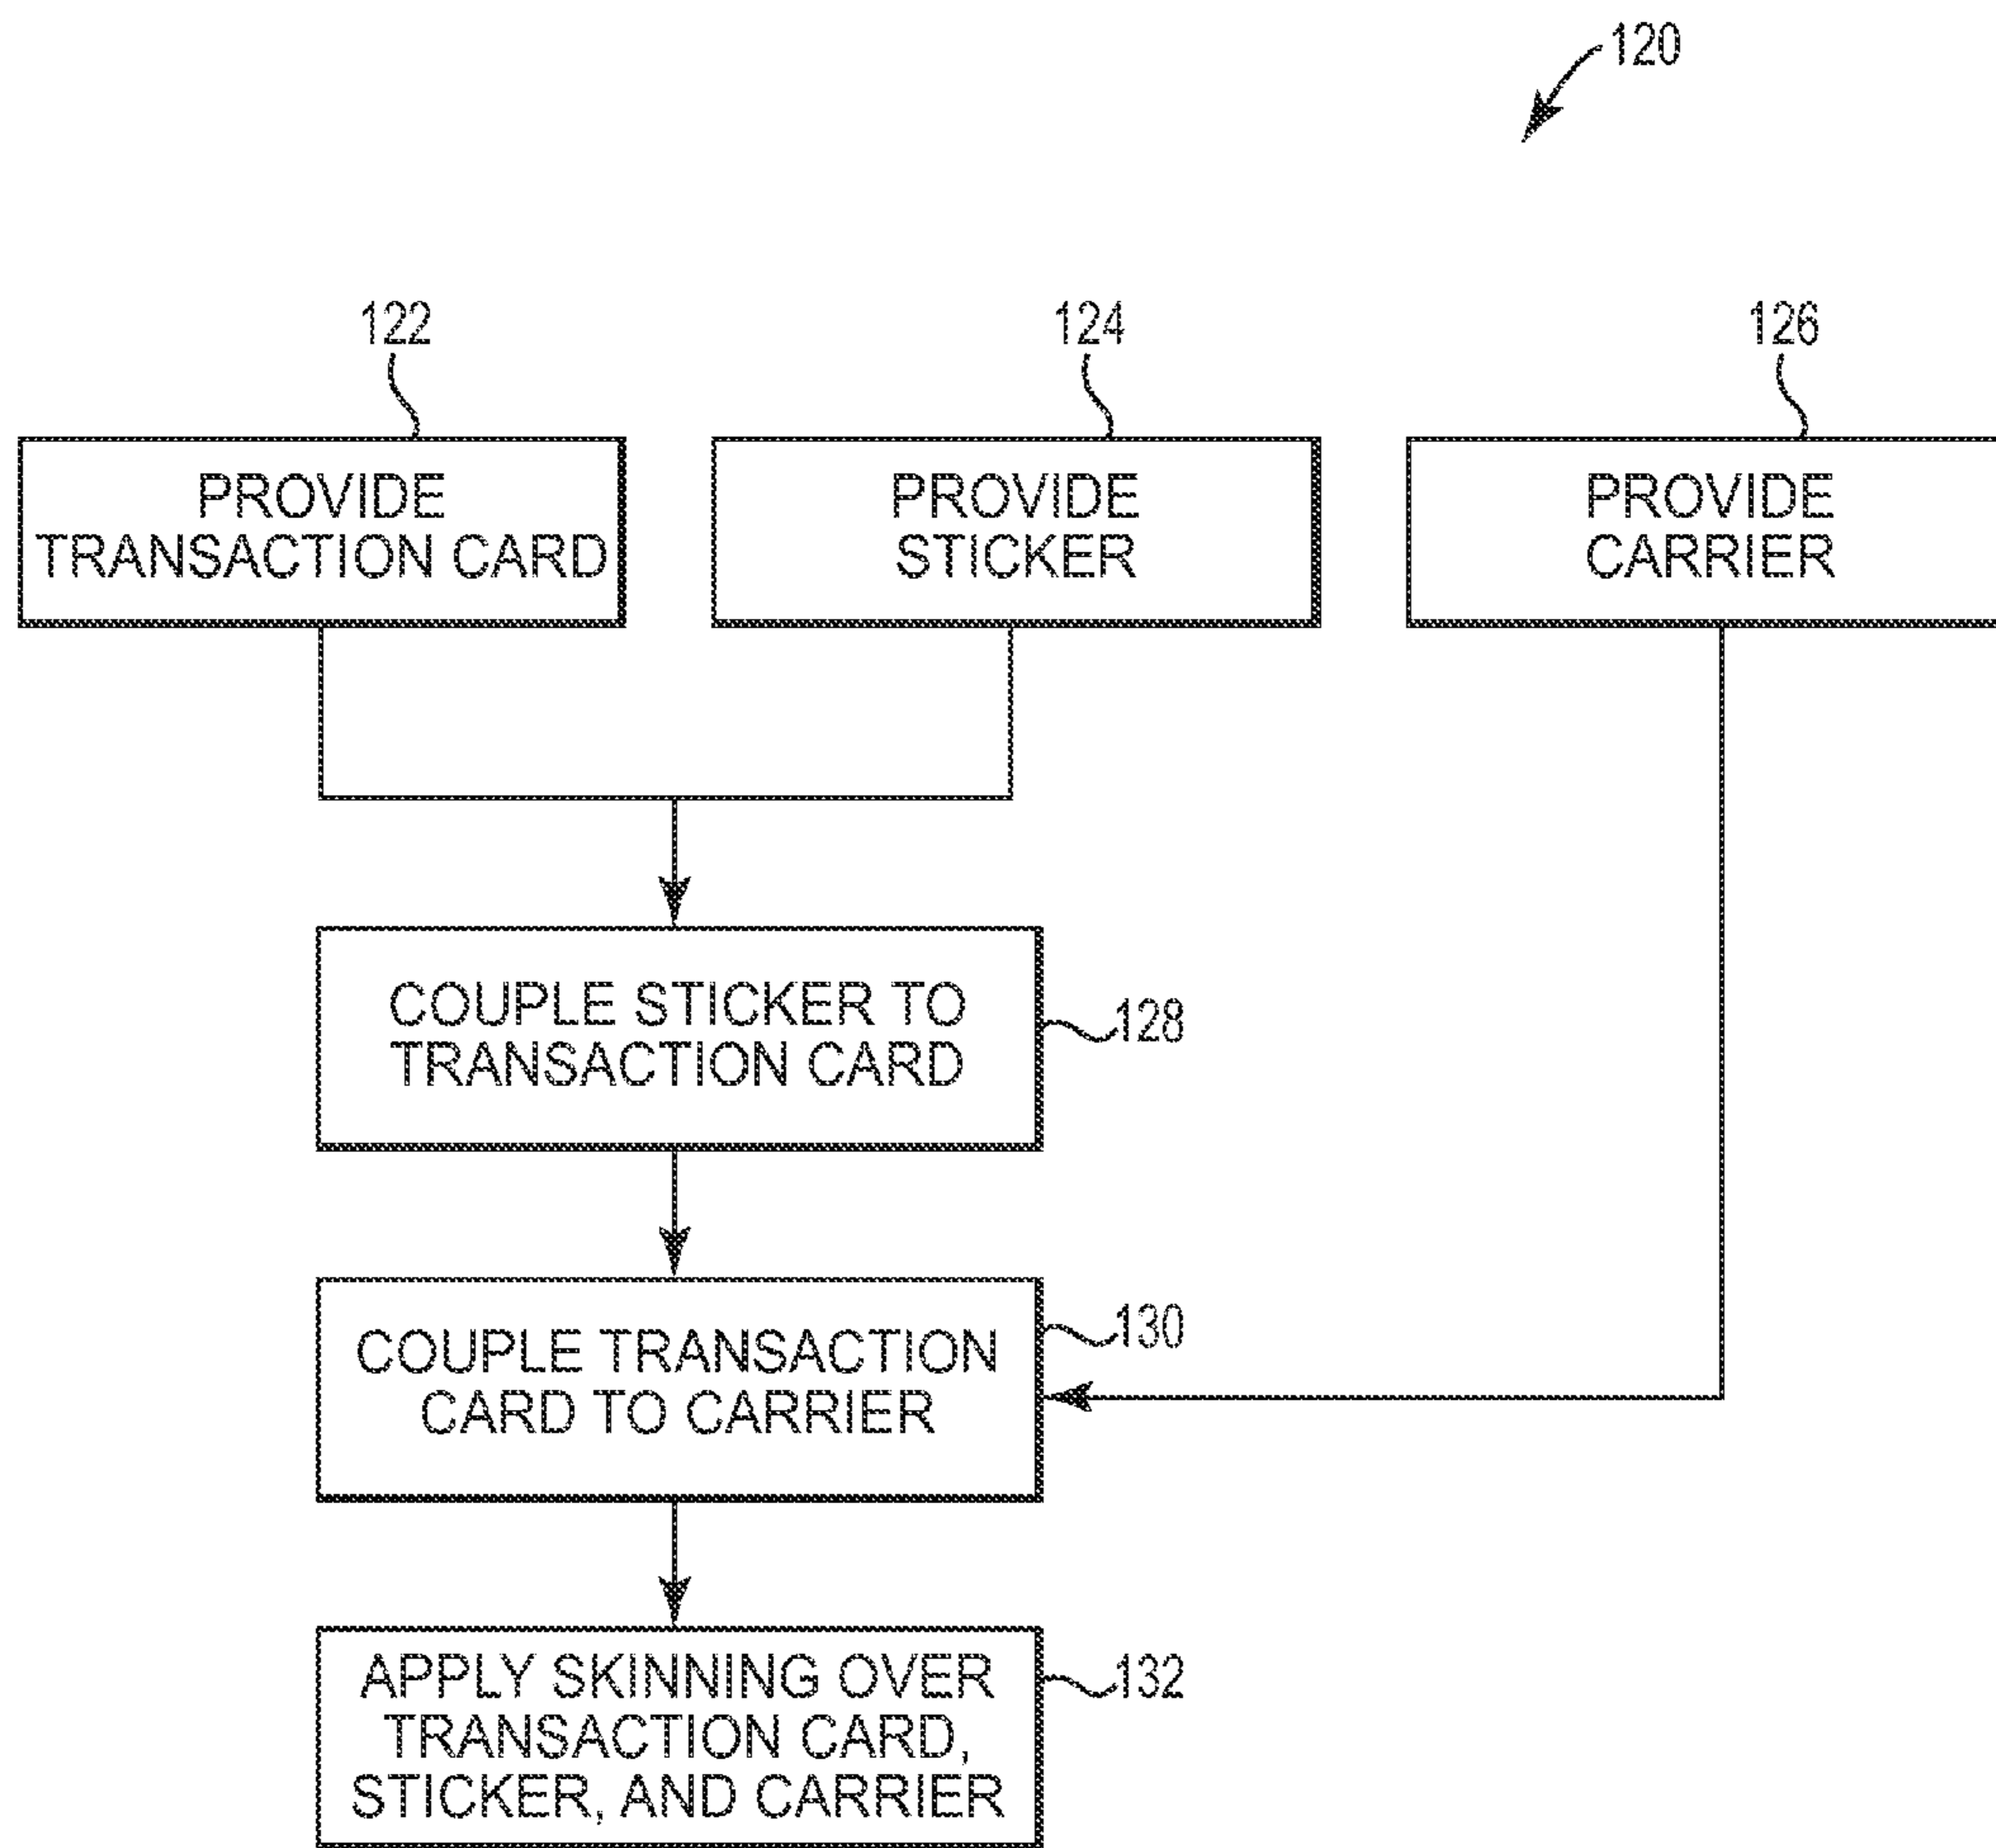 120
122
124
126
PROVIDE
TRANSACTION CARD
PROVIDE
STICKER
PROVIDE
CARRIER
COUPLE STICKER TO
TRANSACTION CARD
128
COUPLE TRANSACTION
CARD TO CARRIER
130
APPLY SKINNING OVER
TRANSACTION CARD,
STICKER, AND CARRIER
132